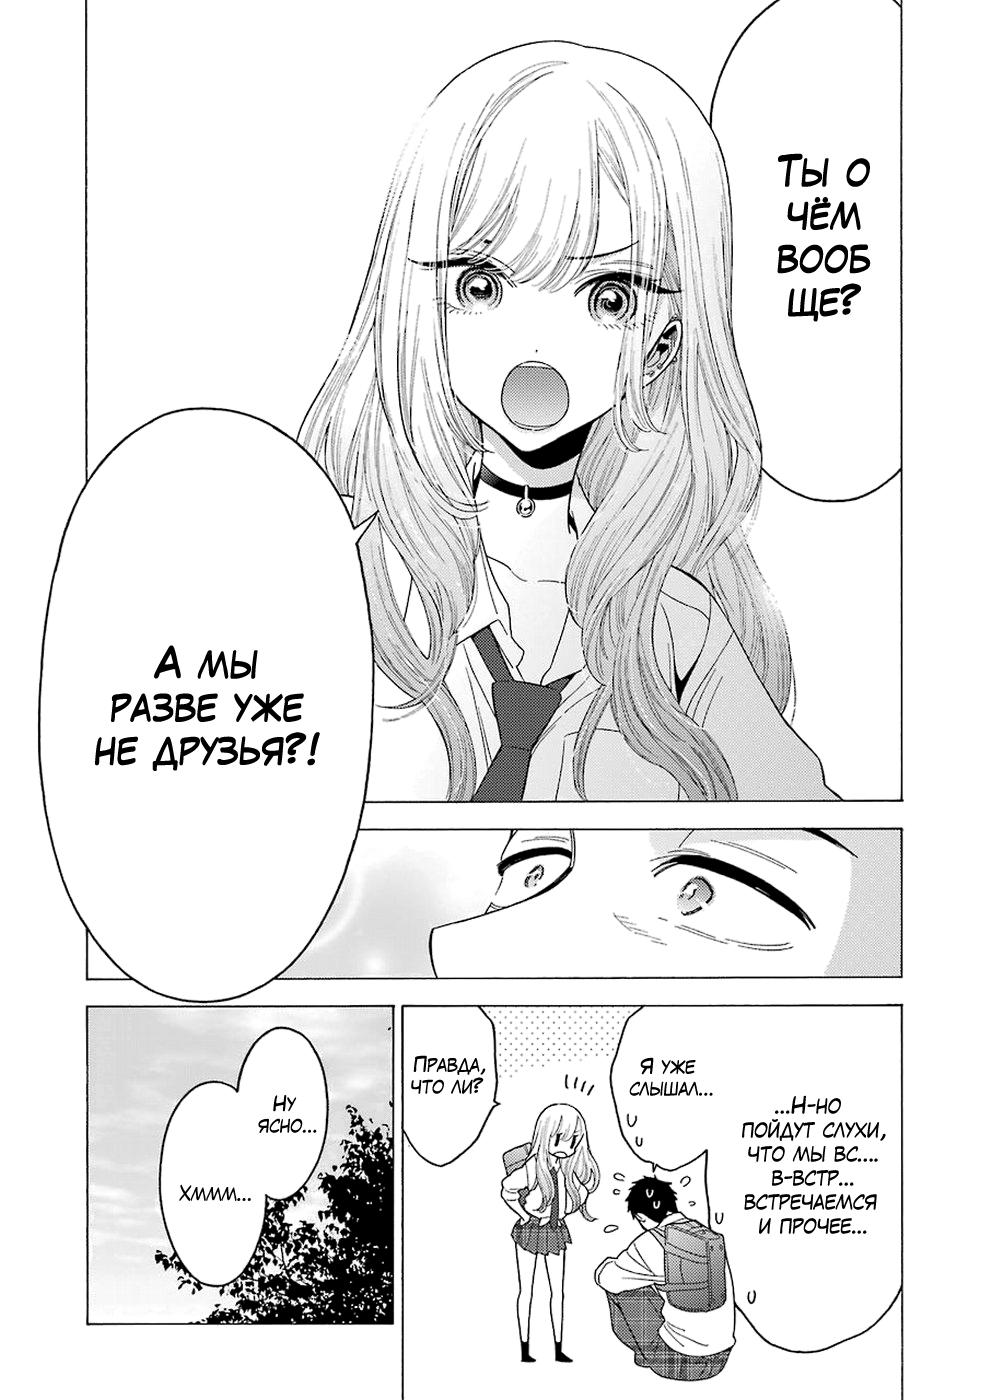 Ты о
чём
вооб
ще?
А мы
разве уже
не друзья?!
...Н-но
пойдут слухи,
что мы вс....
в-встр...
встречаемся
и прочее...
Я уже
слышал...
Правда,
что ли?
Ну
ясно...
Хмммм...